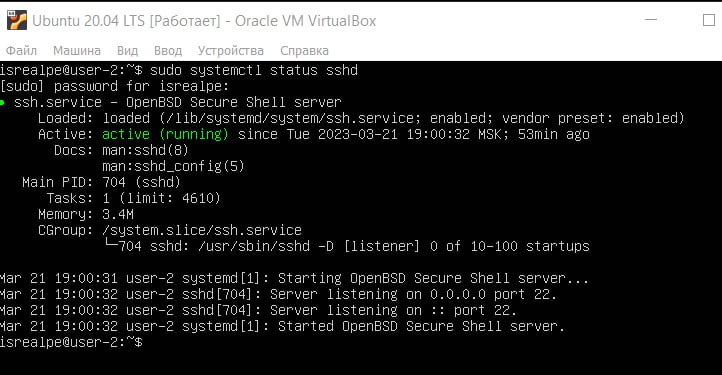 Ubuntu 20.04 LTS [Работает] - Oracle VM VirtualBox
Файл Машина Вид Ввод Устройства Справка
isrealpe@user-2:~$ sudo systemctl status sshd
[sudo] password for isrealpe:
● ssh.service - OpenBSD Secure Shell server
Loaded: loaded (/lib/systemd/system/ssh.service; enabled; vendor preset: enabled)
Active: active (running) since Tue 2023-03-21 19:00:32 MSK; 53min ago
Docs: man:sshd(8)
man:sshd_config(5)
Main PID: 704 (sshd)
Tasks: 1 (limit: 4610)
Memory: 3.4M
CGroup: /system.slice/ssh.service
└─704 sshd: /usr/sbin/sshd -D [listener] 0 of 10-100 startups
Mar 21 19:00:31 user-2 systemd[1]: Starting OpenBSD Secure Shell server...
Mar 21 19:00:32 user-2 sshd[704]: Server listening on 0.0.0.0 port 22.
Mar 21 19:00:32 user-2 sshd[704]: Server listening on :: port 22.
Mar 21 19:00:32 user-2 systemd[1]: Started OpenBSD Secure Shell server.
isrealpe@user-2:~$